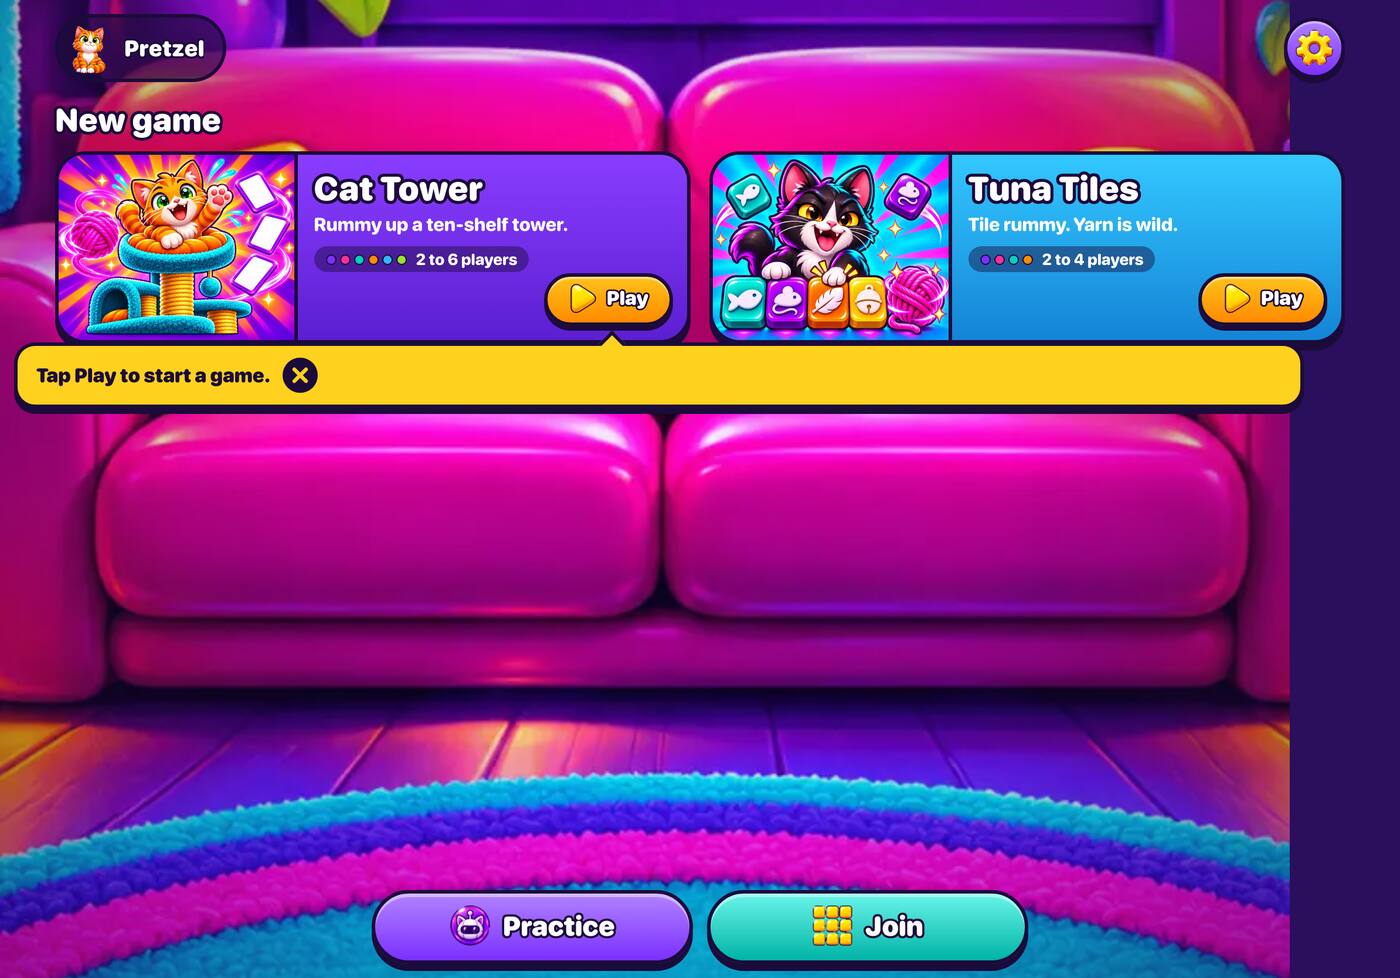 Pretzel
New game
Cat Tower
Rummy up a ten-shelf tower.
2 to 6 players
Play
Tuna Tiles
Tile rummy. Yarn is wild.
2 to 4 players
Play
Tap Play to start a game.
Practice
Join